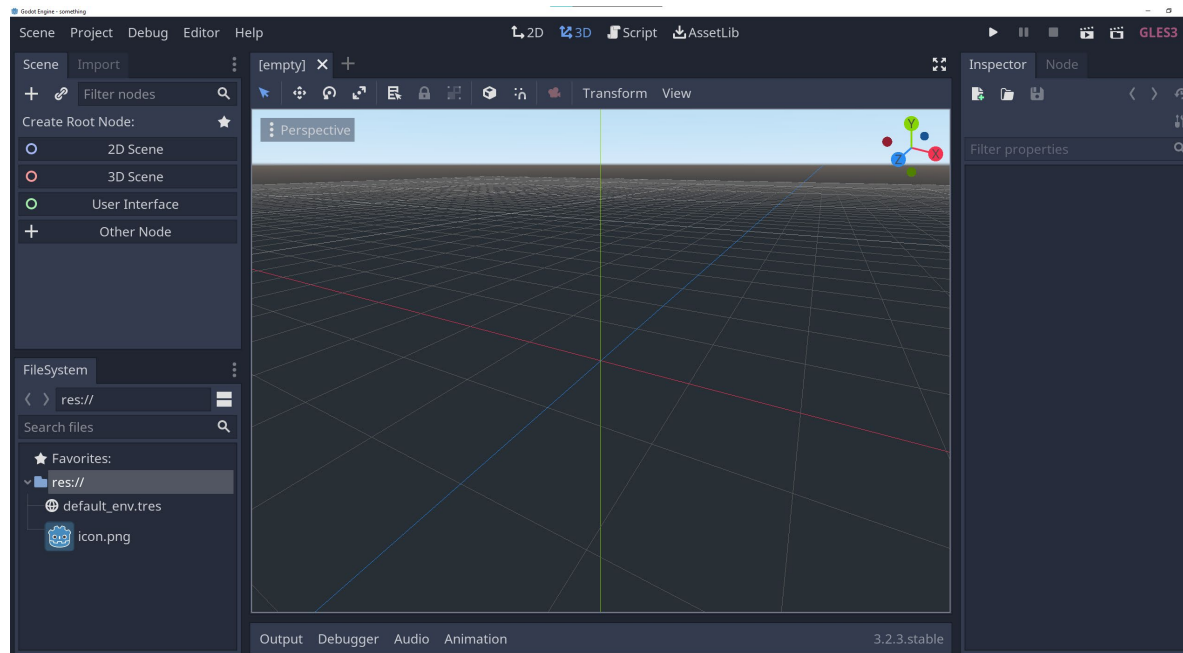 Godot Engine - something
Scene Project Debug Editor Help
2D 3D Script AssetLib
GLES3
Scene Import
[empty]
Inspector Node
Filter nodes
Transform View
Create Root Node:
Perspective
Y
X
Z
Filter properties
2D Scene
3D Scene
User Interface
Other Node
FileSystem
res://
Search files
Favorites:
res://
default_env.tres
icon.png
Output Debugger Audio Animation
3.2.3.stable